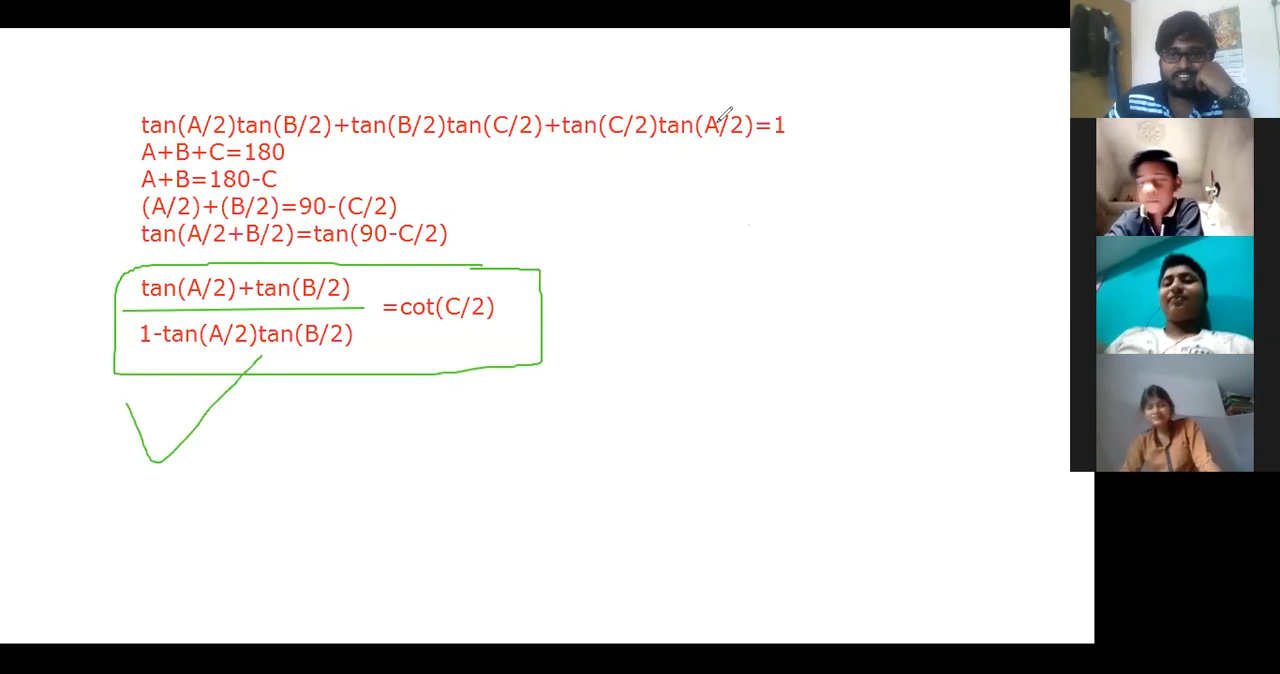 tan(A/2)tan(B/2)+tan(B/2)tan(C/2)+tan(C/2)tan(A/2)=1
A+B+C=180
A+B=180-C
(A/2)+(B/2)=90-(C/2)
tan(A/2+B/2)=tan(90-C/2)
tan(A/2)+tan(B/2)
=cot(C/2)
1-tan(A/2)tan(B/2)